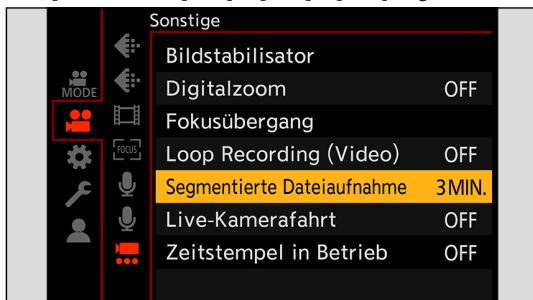 Sonstige
Bildstabilisator
MODE
Digitalzoom OFF
Fokusübergang
FOCUS
Loop Recording (Video) OFF
Segmentierte Dateiaufnahme 3MIN.
Live-Kamerafahrt OFF
Zeitstempel in Betrieb OFF